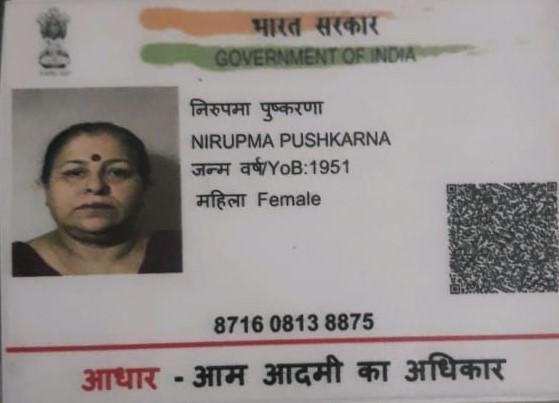 भारत सरकार
GOVERNMENT OF INDIA
निरुपमा पुष्करणा
NIRUPMA PUSHKARNA
जन्म वर्ष/YoB:1951
महिला Female
8716 0813 8875
आधार - आम आदमी का अधिकार